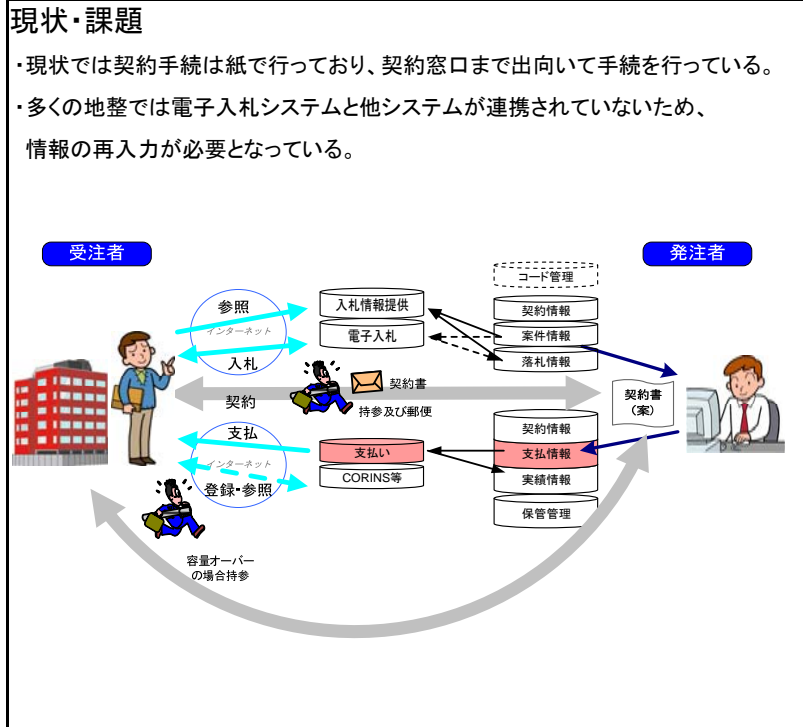 現状・課題
・現状では契約手続は紙で行っており、契約窓口まで出向いて手続を行っている。
・多くの地整では電子入札システムと他システムが連携されていないため、
情報の再入力が必要となっている。
受注者
発注者
コード管理
参照
インターネット
入札
入札情報提供
電子入札
契約情報
案件情報
落札情報
契約
契約書
持参及び郵便
契約書
（案）
支払
インターネット
登録・参照
支払い
CORINS等
契約情報
支払情報
実績情報
保管管理
容量オーバー
の場合持参